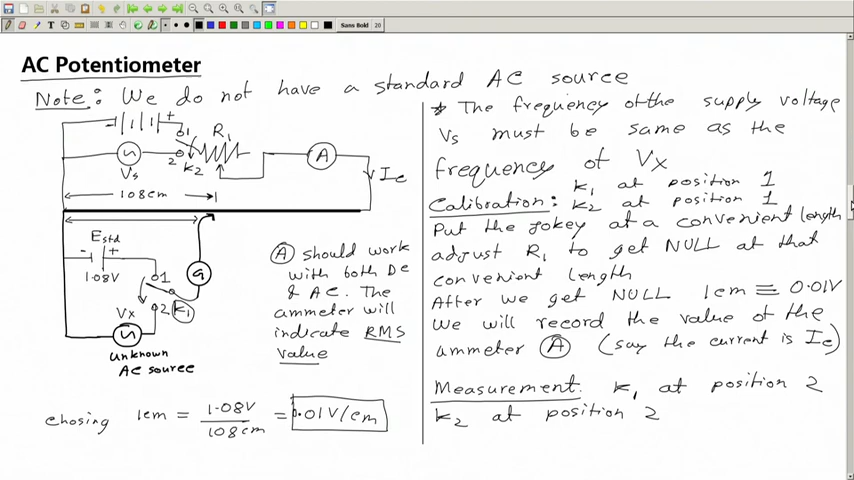 Sans Bold 20
AC Potentiometer
Note: We do not have a standard AC source
+
R1
1
2
K2
Vs
A
Ic
108cm
Estd
- +
1.08V
1
G
Vx
2 K1
unknown
AC source
A should work
with both DC
& AC. The
ammeter will
indicate RMS
value
chosing 1cm = 1.08V / 108cm = 0.01V/cm
* The frequency of the supply voltage
Vs must be same as the
frequency of Vx
Calibration: K1 at position 1
K2 at position 1
Put the jokey at a convenient length
adjust R1 to get NULL at that
convenient length
After we get NULL 1cm ≡ 0.01V
We will record the value of the
ammeter A (say the current is Ic)
Measurement. K1 at position 2
K2 at position 2